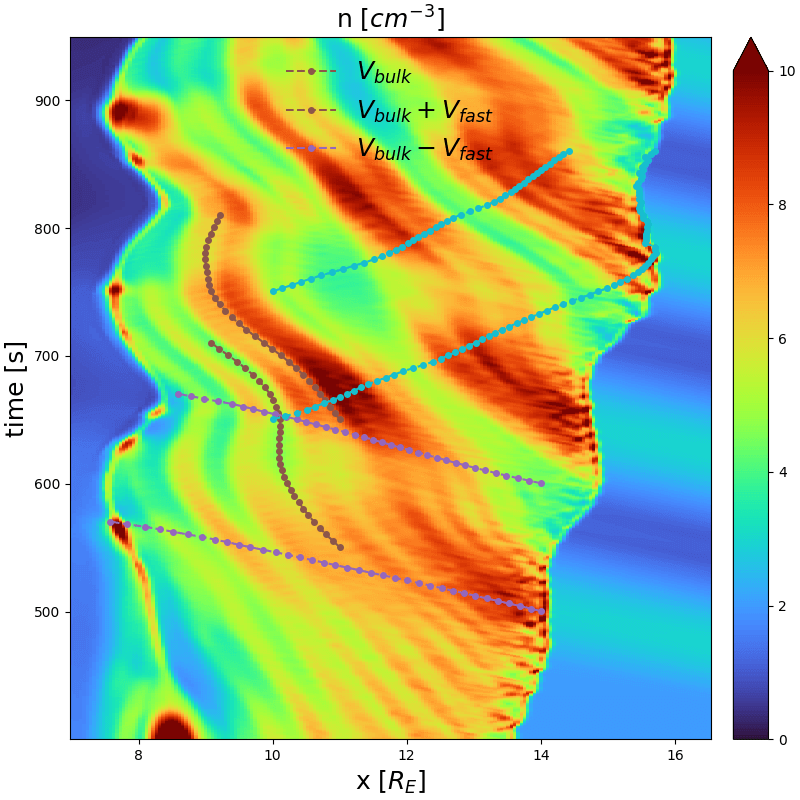 n [cm⁻³]
V_bulk
V_bulk + V_fast
V_bulk − V_fast
900
800
700
600
500
time [s]
8 10 12 14 16
x [R_E]
10
8
6
4
2
0